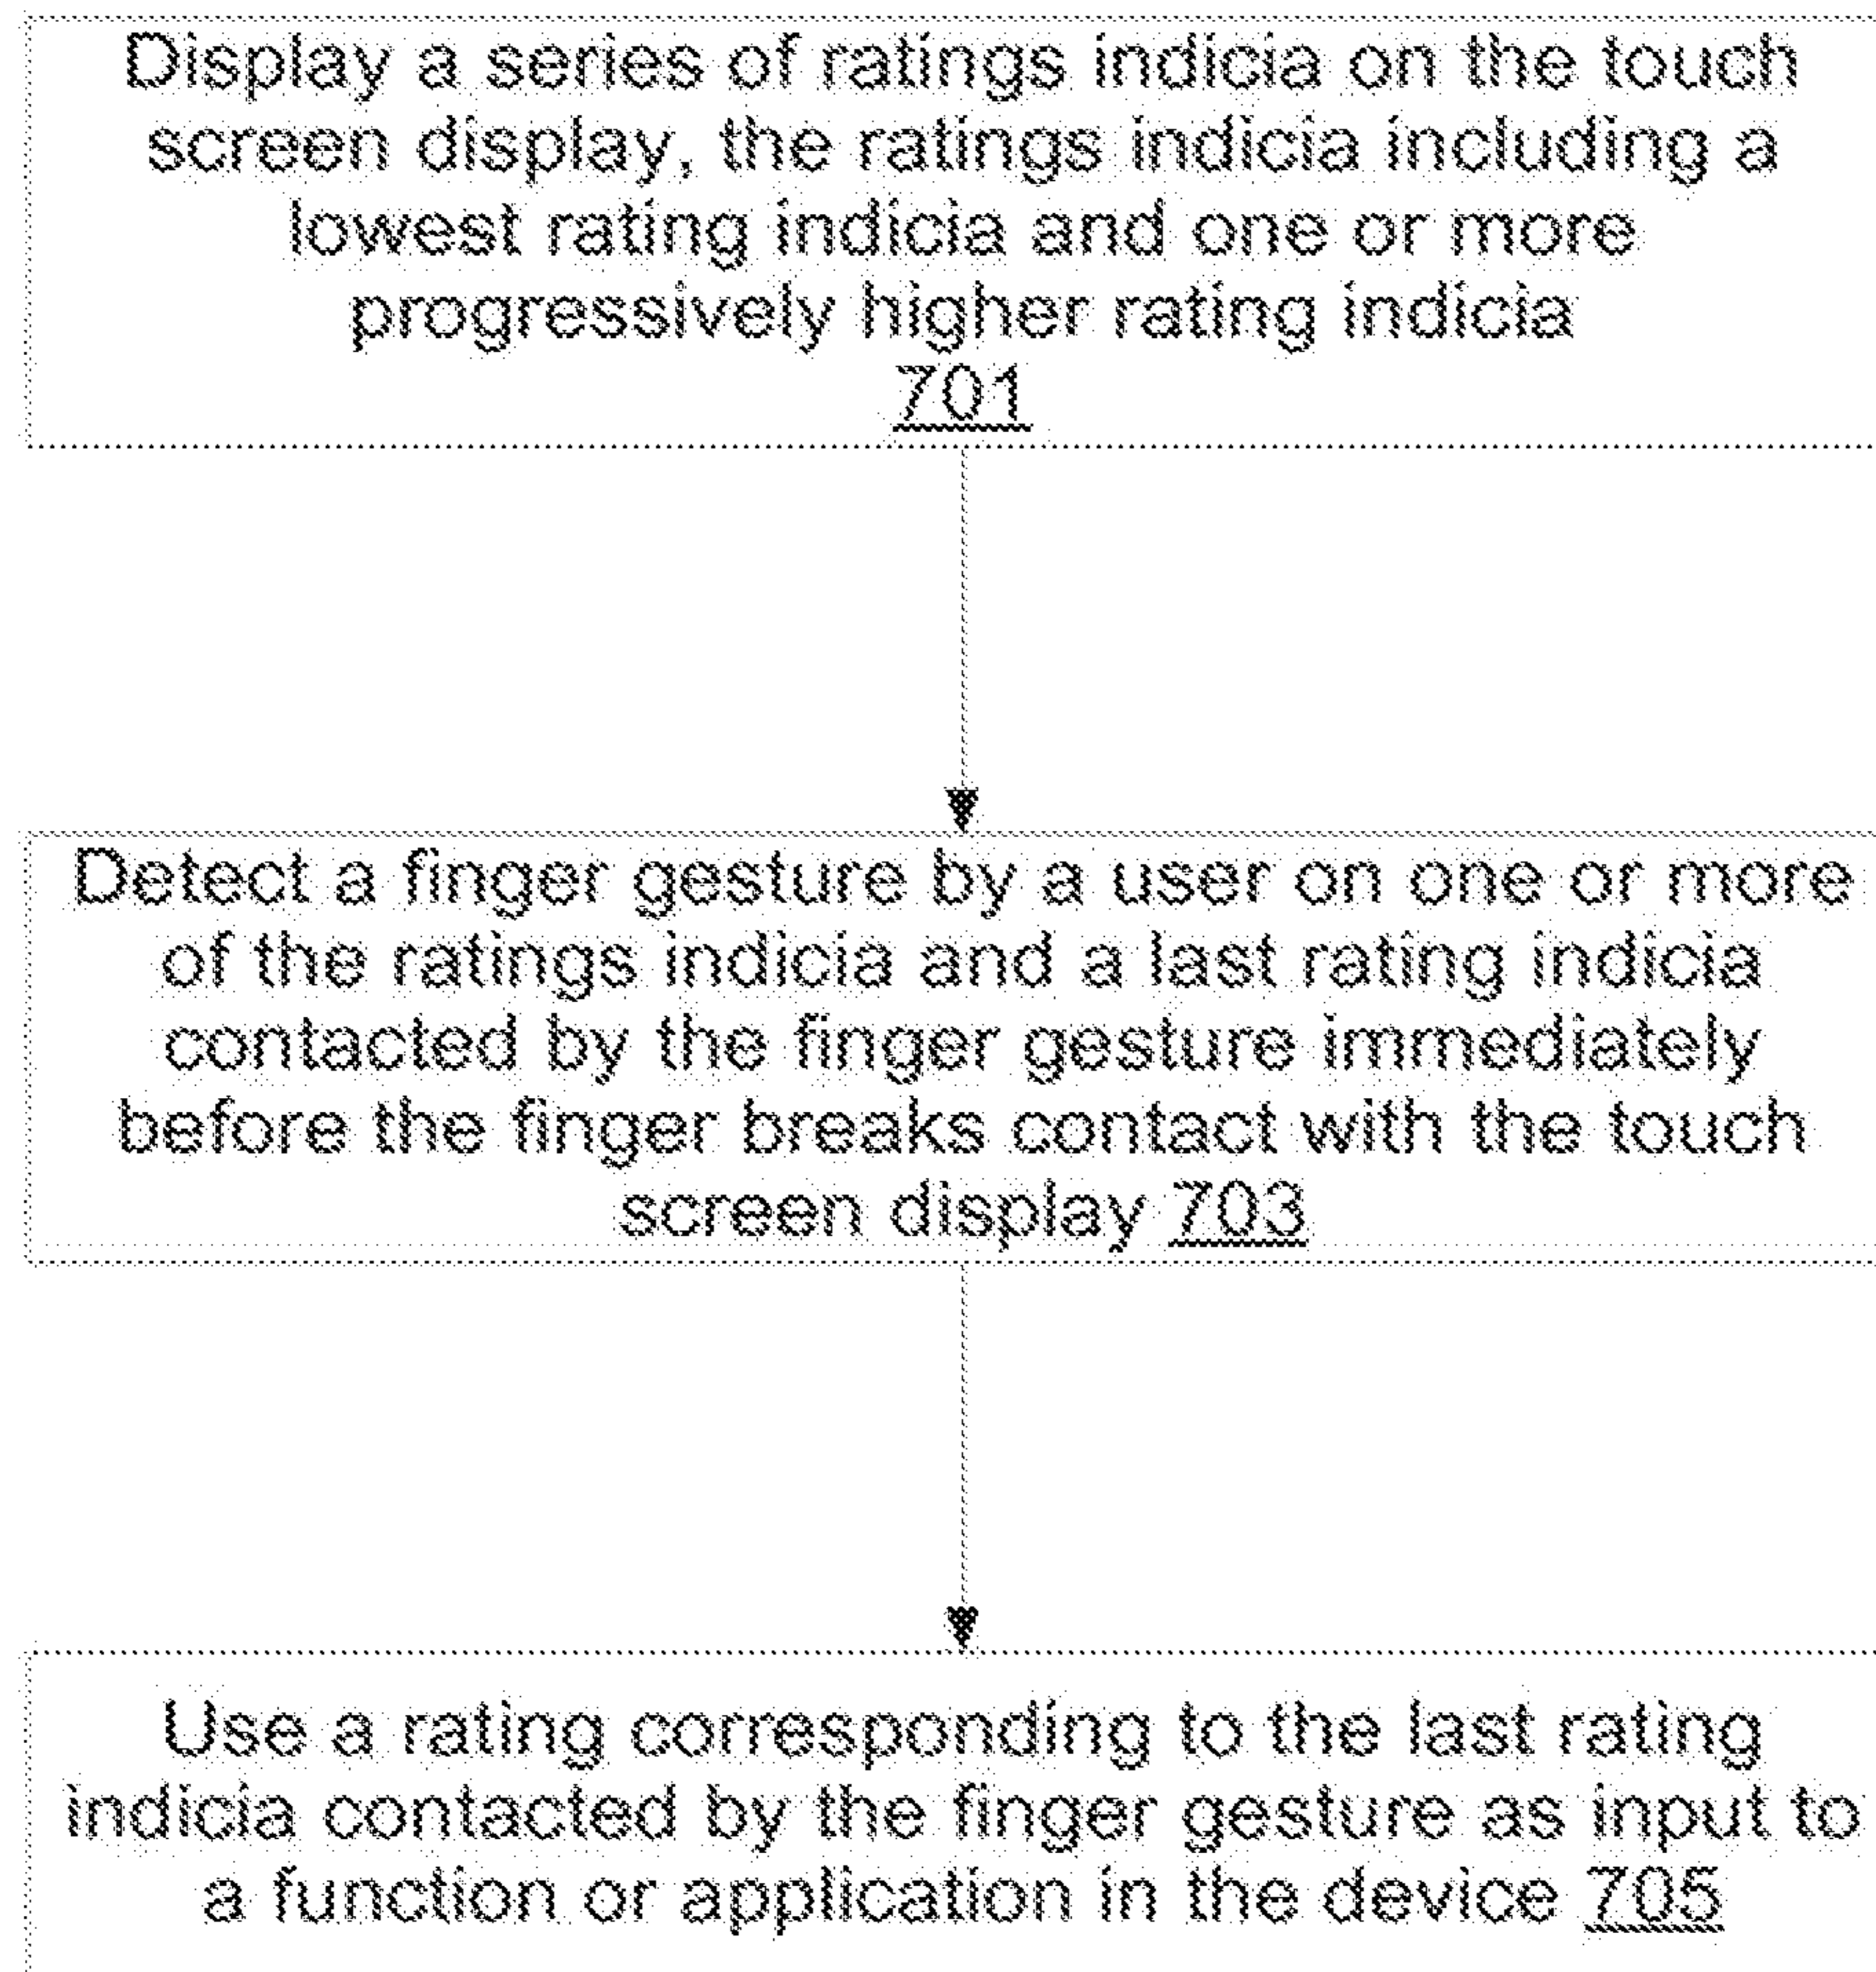 Display a series of ratings indicia on the touch
screen display, the ratings indicia including a
lowest rating indicia and one or more
progressively higher rating indicia
701
Detect a finger gesture by a user on one or more
of the ratings indicia and a last rating indicia
contacted by the finger gesture immediately
before the finger breaks contact with the touch
screen display 703
Use a rating corresponding to the last rating
indicia contacted by the finger gesture as input to
a function or application in the device 705